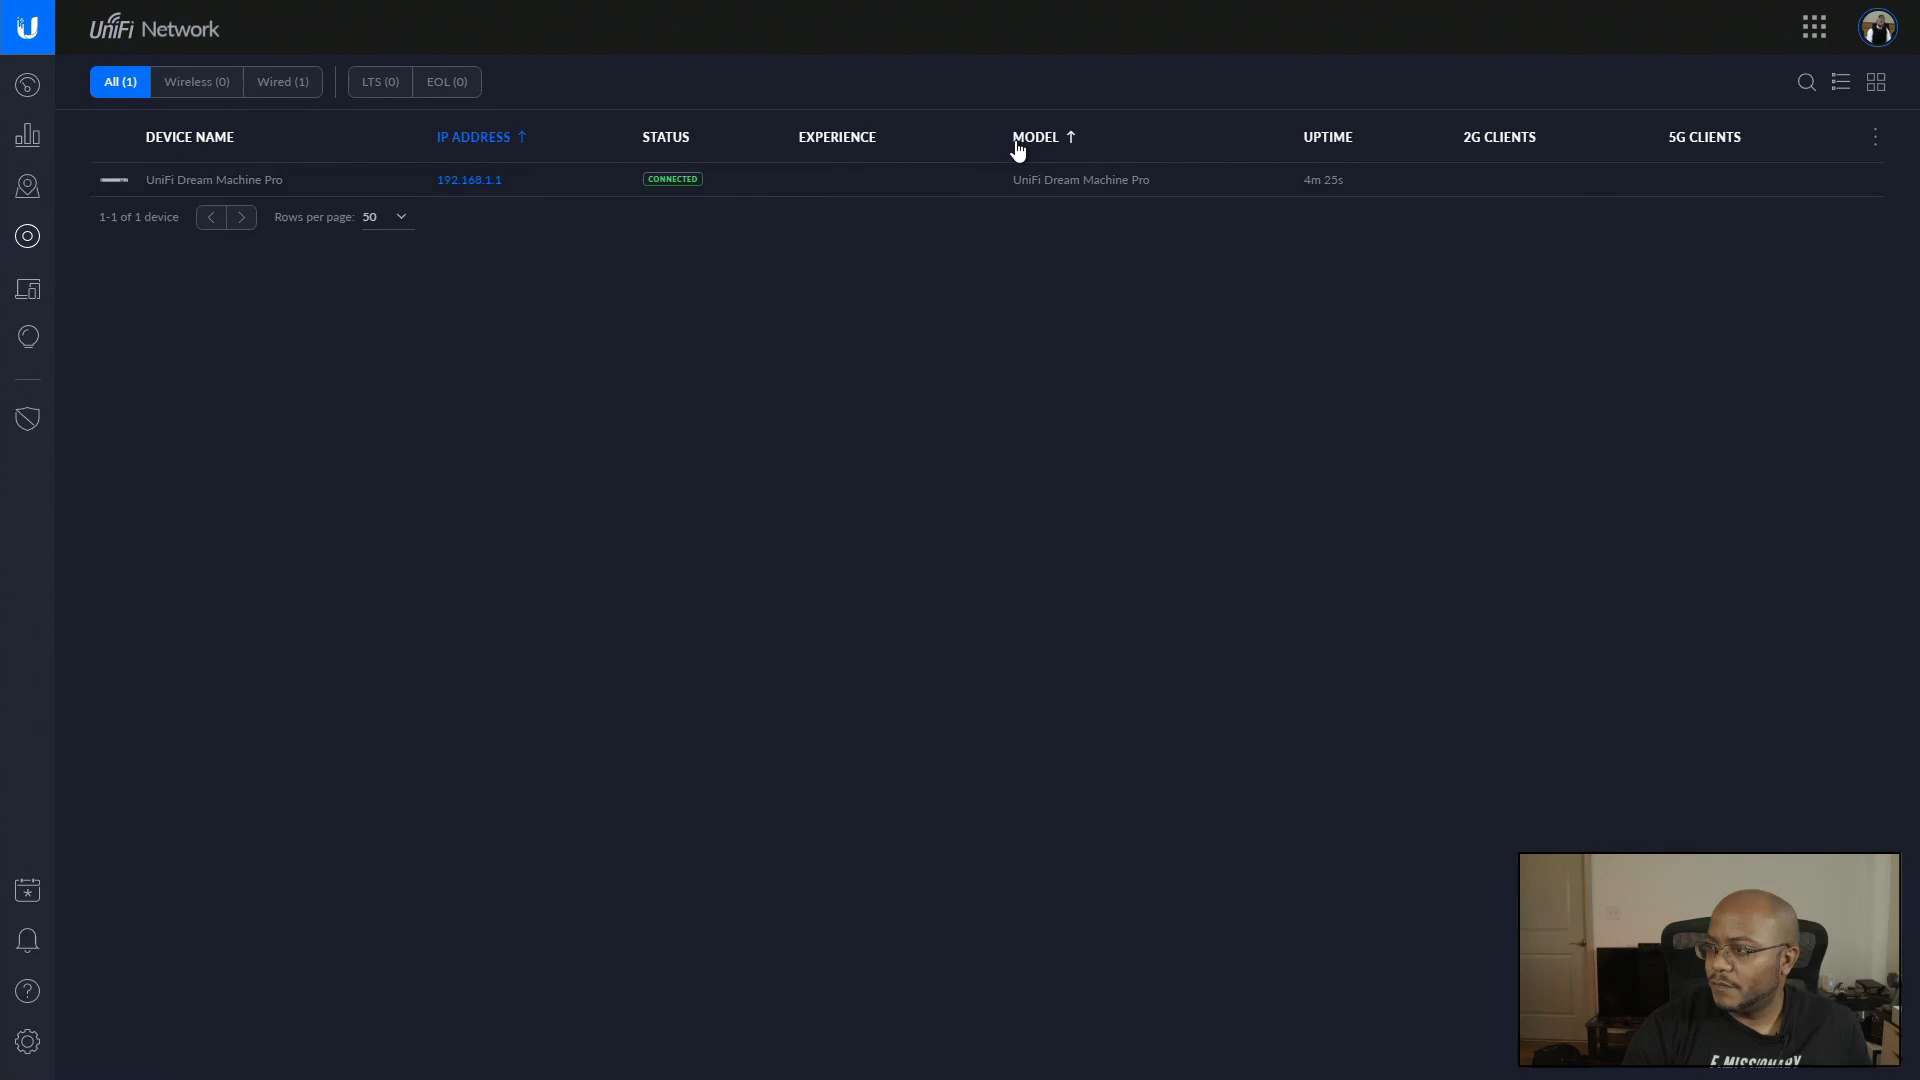 UniFi Network
All (1) Wireless (0) Wired (1) LTS (0) EOL (0)
DEVICE NAME IP ADDRESS ↑ STATUS EXPERIENCE MODEL ↑ UPTIME 2G CLIENTS 5G CLIENTS
UniFi Dream Machine Pro 192.168.1.1 CONNECTED UniFi Dream Machine Pro 4m 25s
1-1 of 1 device Rows per page: 50
MISSIONARY